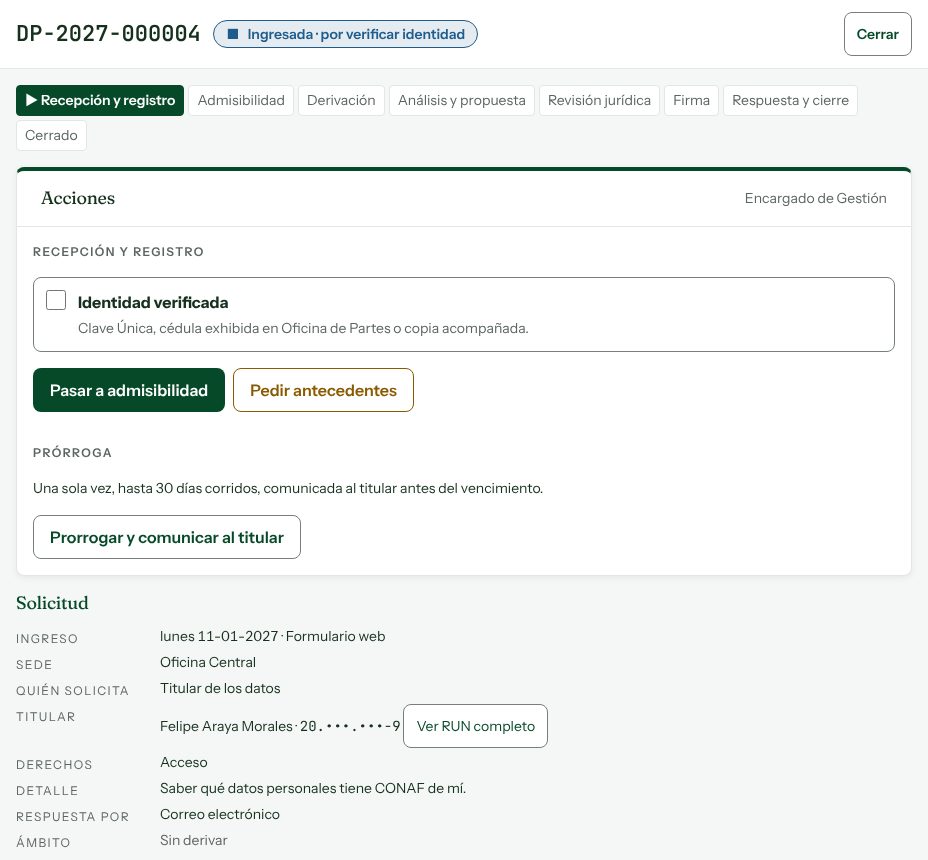 DP-2027-000004
Ingresada · por verificar identidad
Cerrar
Recepción y registro
Admisibilidad
Derivación
Análisis y propuesta
Revisión jurídica
Firma
Respuesta y cierre
Cerrado
Acciones
Encargado de Gestión
RECEPCIÓN Y REGISTRO
Identidad verificada
Clave Única, cédula exhibida en Oficina de Partes o copia acompañada.
Pasar a admisibilidad
Pedir antecedentes
PRÓRROGA
Una sola vez, hasta 30 días corridos, comunicada al titular antes del vencimiento.
Prorrogar y comunicar al titular
Solicitud
INGRESO lunes 11-01-2027 · Formulario web
SEDE Oficina Central
QUIÉN SOLICITA Titular de los datos
TITULAR Felipe Araya Morales · 20.•••.•••-9 Ver RUN completo
DERECHOS Acceso
DETALLE Saber qué datos personales tiene CONAF de mí.
RESPUESTA POR Correo electrónico
ÁMBITO Sin derivar